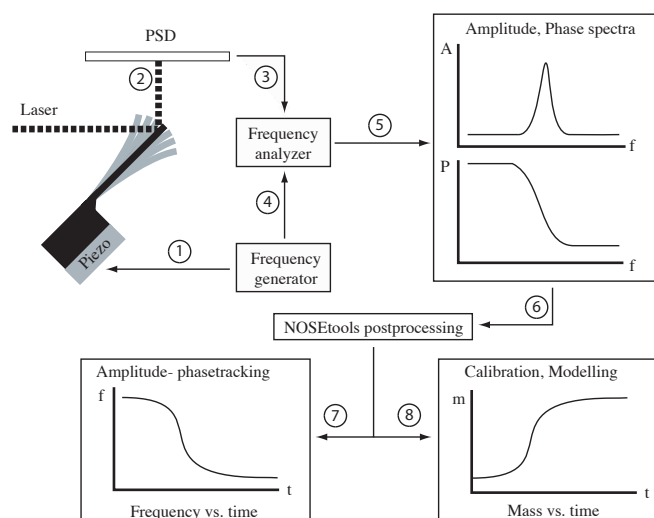 PSD
2
3
Laser
Frequency
analyzer
5
4
Piezo
1
Frequency
generator
Amplitude, Phase spectra
A
f
P
f
6
NOSEtools postprocessing
Amplitude- phasetracking
f
t
Frequency vs. time
7
8
Calibration, Modelling
m
t
Mass vs. time